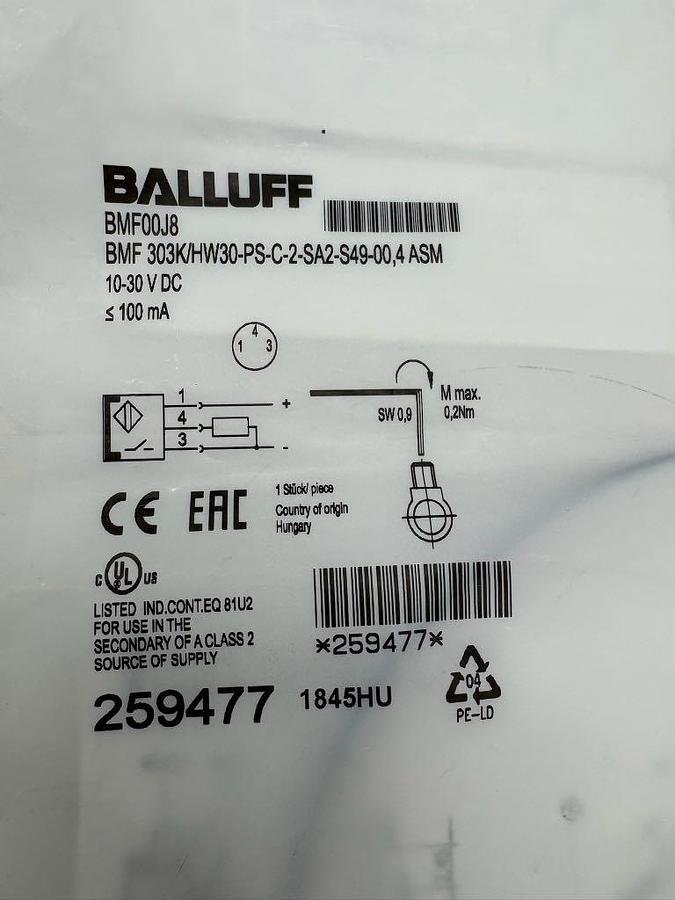 BALLUFF
BMF00J8
BMF 303K/HW30-PS-C-2-SA2-S49-00,4 ASM
10-30 V DC
≤ 100 mA
4
1 3
1 +
4
3 -
M max.
0,2Nm
SW 0,9
CE EAC
1 Stück/ piece
Country of origin
Hungary
c UL us
LISTED IND.CONT.EQ 81U2
FOR USE IN THE
SECONDARY OF A CLASS 2
SOURCE OF SUPPLY
*259477*
259477 1845HU
04
PE-LD